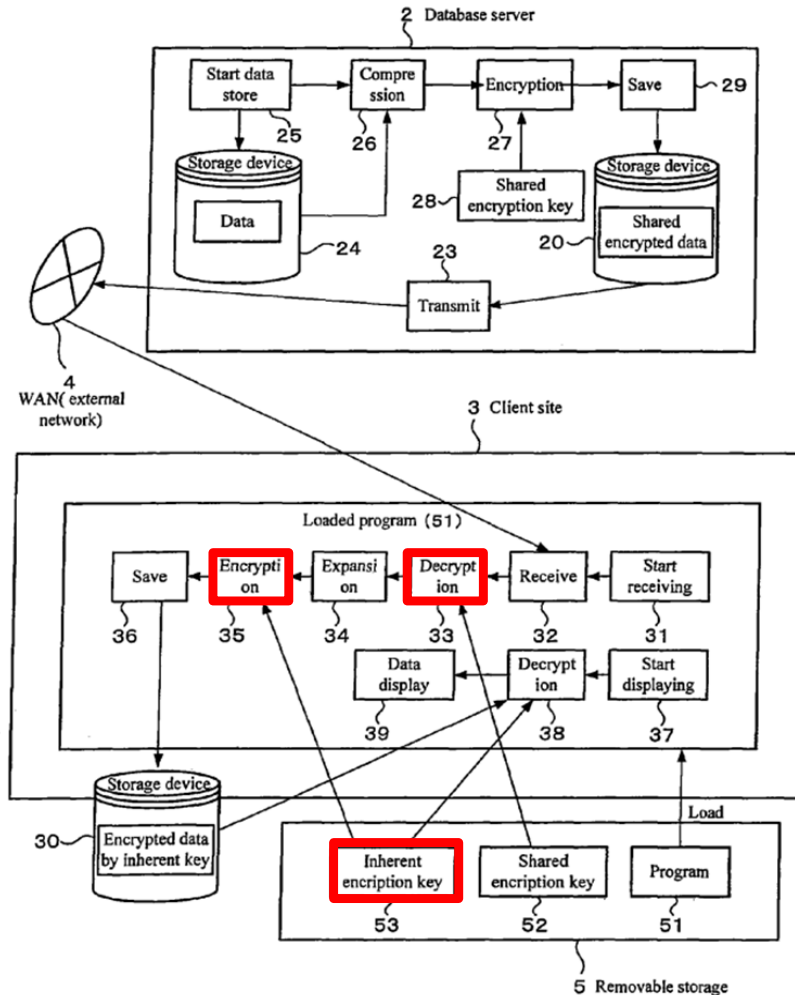 2 Database server
Start data
store
25
Compre
ssion
26
Encryption
27
Save
29
Storage device
Data
24
28
Shared
encryption key
Storage device
20
Shared
encrypted data
23
Transmit
4
WAN( external
network)
3 Client site
Loaded program (51)
Save
36
Encrypti
on
35
Expansi
on
34
Decrypt
ion
33
Receive
32
Start
receiving
31
Data
display
39
Decrypt
ion
38
Start
displaying
37
Storage device
30
Encrypted data
by inherent key
Load
Inherent
encription key
53
Shared
encription key
52
Program
51
5 Removable storage